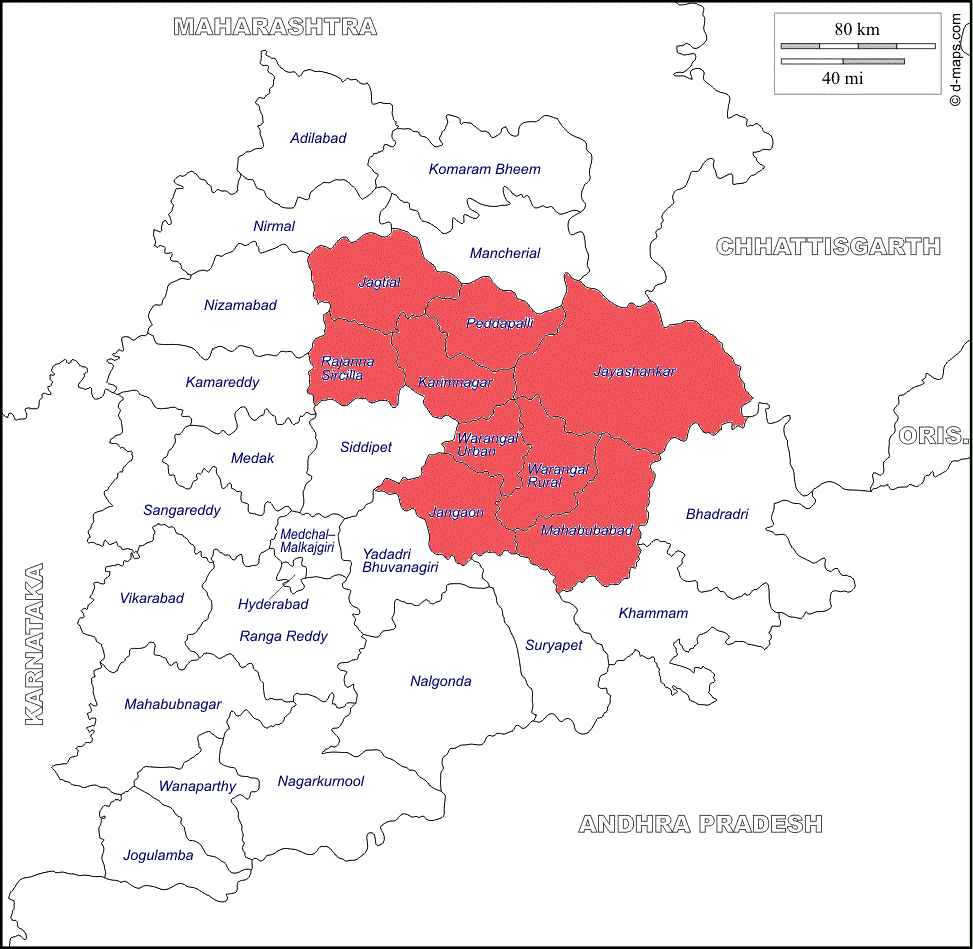 MAHARASHTRA
80 km
40 mi
© d-maps.com
Adilabad
Komaram Bheem
Nirmal
Mancherial
CHHATTISGARTH
Jagtial
Nizamabad
Peddapalli
Rajanna
Sircilla
Karimnagar
Jayashankar
Kamareddy
ORIS.
Siddipet
Warangal
Urban
Medak
Warangal
Rural
Sangareddy
Jangaon
Bhadradri
Mahabubabad
Medchal–
Malkajgiri
Yadadri
Bhuvanagiri
KARNATAKA
Vikarabad
Hyderabad
Khammam
Ranga Reddy
Suryapet
Nalgonda
Mahabubnagar
Nagarkurnool
Wanaparthy
ANDHRA PRADESH
Jogulamba